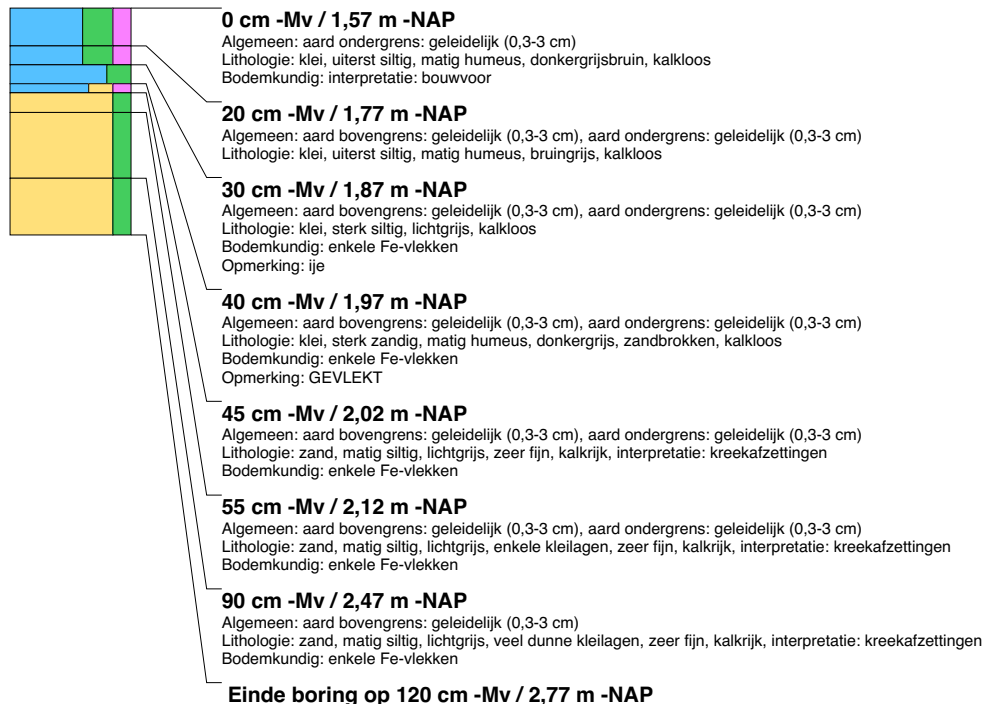 0 cm -Mv / 1,57 m -NAP
Algemeen: aard ondergrens: geleidelijk (0,3-3 cm)
Lithologie: klei, uiterst siltig, matig humeus, donkergrijsbruin, kalkloos
Bodemkundig: interpretatie: bouwvoor
20 cm -Mv / 1,77 m -NAP
Algemeen: aard bovengrens: geleidelijk (0,3-3 cm), aard ondergrens: geleidelijk (0,3-3 cm)
Lithologie: klei, uiterst siltig, matig humeus, bruingrijs, kalkloos
30 cm -Mv / 1,87 m -NAP
Algemeen: aard bovengrens: geleidelijk (0,3-3 cm), aard ondergrens: geleidelijk (0,3-3 cm)
Lithologie: klei, sterk siltig, lichtgrijs, kalkloos
Bodemkundig: enkele Fe-vlekken
Opmerking: ije
40 cm -Mv / 1,97 m -NAP
Algemeen: aard bovengrens: geleidelijk (0,3-3 cm), aard ondergrens: geleidelijk (0,3-3 cm)
Lithologie: klei, sterk zandig, matig humeus, donkergrijs, zandbrokken, kalkloos
Bodemkundig: enkele Fe-vlekken
Opmerking: GEVLEKT
45 cm -Mv / 2,02 m -NAP
Algemeen: aard bovengrens: geleidelijk (0,3-3 cm), aard ondergrens: geleidelijk (0,3-3 cm)
Lithologie: zand, matig siltig, lichtgrijs, zeer fijn, kalkrijk, interpretatie: kreekafzettingen
Bodemkundig: enkele Fe-vlekken
55 cm -Mv / 2,12 m -NAP
Algemeen: aard bovengrens: geleidelijk (0,3-3 cm), aard ondergrens: geleidelijk (0,3-3 cm)
Lithologie: zand, matig siltig, lichtgrijs, enkele kleilagen, zeer fijn, kalkrijk, interpretatie: kreekafzettingen
Bodemkundig: enkele Fe-vlekken
90 cm -Mv / 2,47 m -NAP
Algemeen: aard bovengrens: geleidelijk (0,3-3 cm)
Lithologie: zand, matig siltig, lichtgrijs, veel dunne kleilagen, zeer fijn, kalkrijk, interpretatie: kreekafzettingen
Bodemkundig: enkele Fe-vlekken
Einde boring op 120 cm -Mv / 2,77 m -NAP